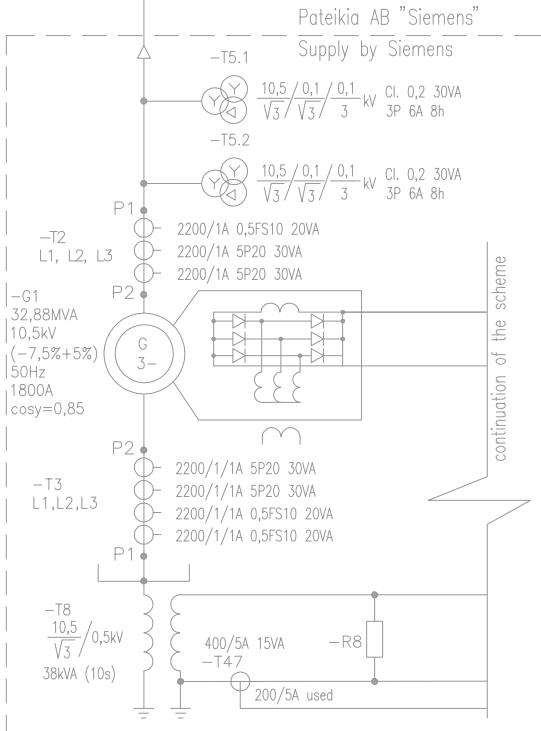 Pateikia AB "Siemens"
Supply by Siemens
-T5.1
10,5/√3 / 0,1/√3 / 0,1/3 kV Cl. 0,2 30VA
3P 6A 8h
-T5.2
10,5/√3 / 0,1/√3 / 0,1/3 kV Cl. 0,2 30VA
3P 6A 8h
P1
-T2
L1, L2, L3
2200/1A 0,5FS10 20VA
2200/1A 5P20 30VA
2200/1A 5P20 30VA
P2
-G1
32,88MVA
10,5kV
(-7,5%+5%)
50Hz
1800A
cosy=0,85
G
3-
continuation of the scheme
P2
-T3
L1,L2,L3
2200/1/1A 5P20 30VA
2200/1/1A 5P20 30VA
2200/1/1A 0,5FS10 20VA
2200/1/1A 0,5FS10 20VA
P1
-T8
10,5/√3 /0,5kV
38kVA (10s)
400/5A 15VA
-T47
200/5A used
-R8